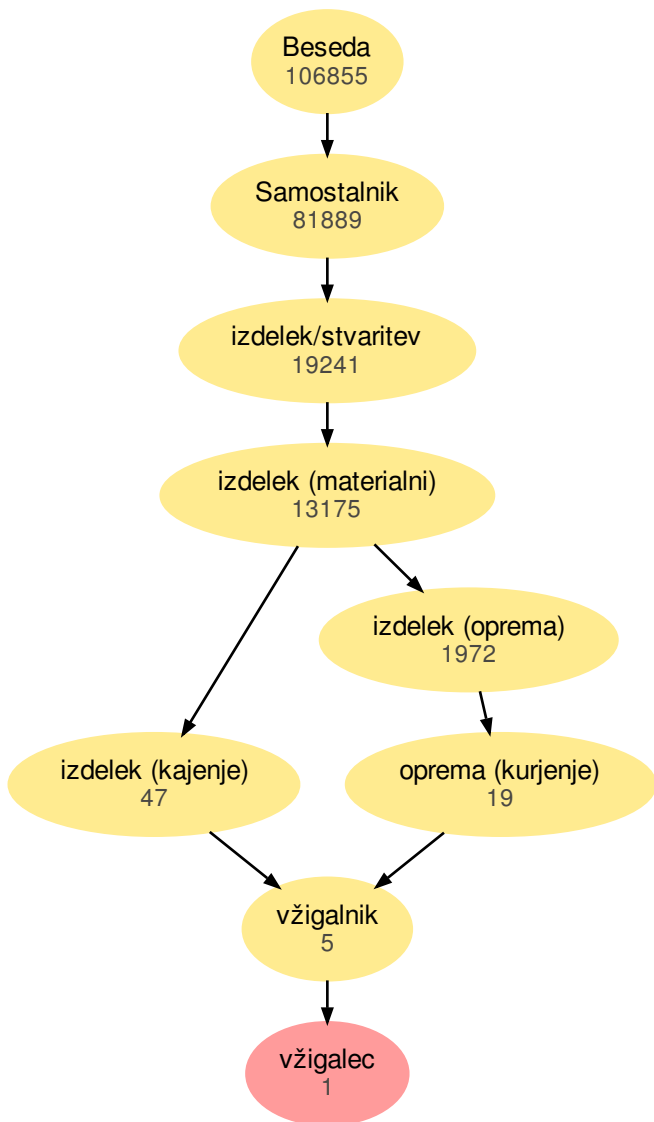 Beseda
106855
Samostalnik
81889
izdelek/stvaritev
19241
izdelek (materialni)
13175
izdelek (oprema)
1972
izdelek (kajenje)
47
oprema (kurjenje)
19
vžigalnik
5
vžigalec
1